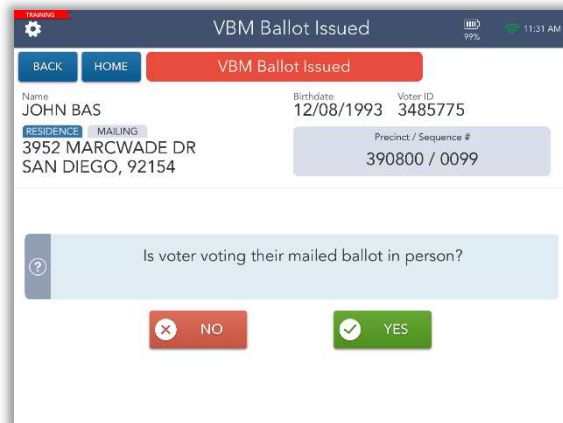 TRAINING
VBM Ballot Issued
99%
11:31 AM
BACK
HOME
VBM Ballot Issued
Name
JOHN BAS
Birthdate
12/08/1993
Voter ID
3485775
RESIDENCE
MAILING
3952 MARCWADE DR
SAN DIEGO, 92154
Precinct / Sequence #
390800 / 0099
Is voter voting their mailed ballot in person?
NO
YES